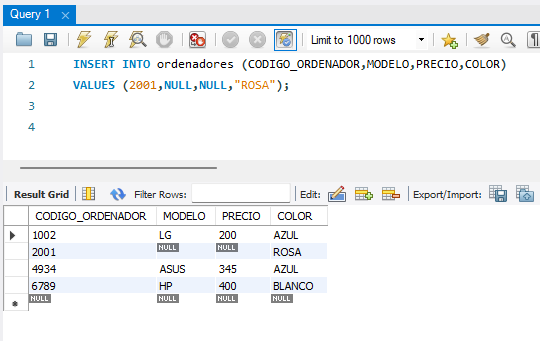 Query 1
Limit to 1000 rows
1 INSERT INTO ordenadores (CODIGO_ORDENADOR,MODELO,PRECIO,COLOR)
2 VALUES (2001,NULL,NULL,"ROSA");
3
4
Result Grid Filter Rows: Edit: Export/Import:
CODIGO_ORDENADOR MODELO PRECIO COLOR
1002 LG 200 AZUL
2001 NULL NULL ROSA
4934 ASUS 345 AZUL
6789 HP 400 BLANCO
NULL NULL NULL NULL